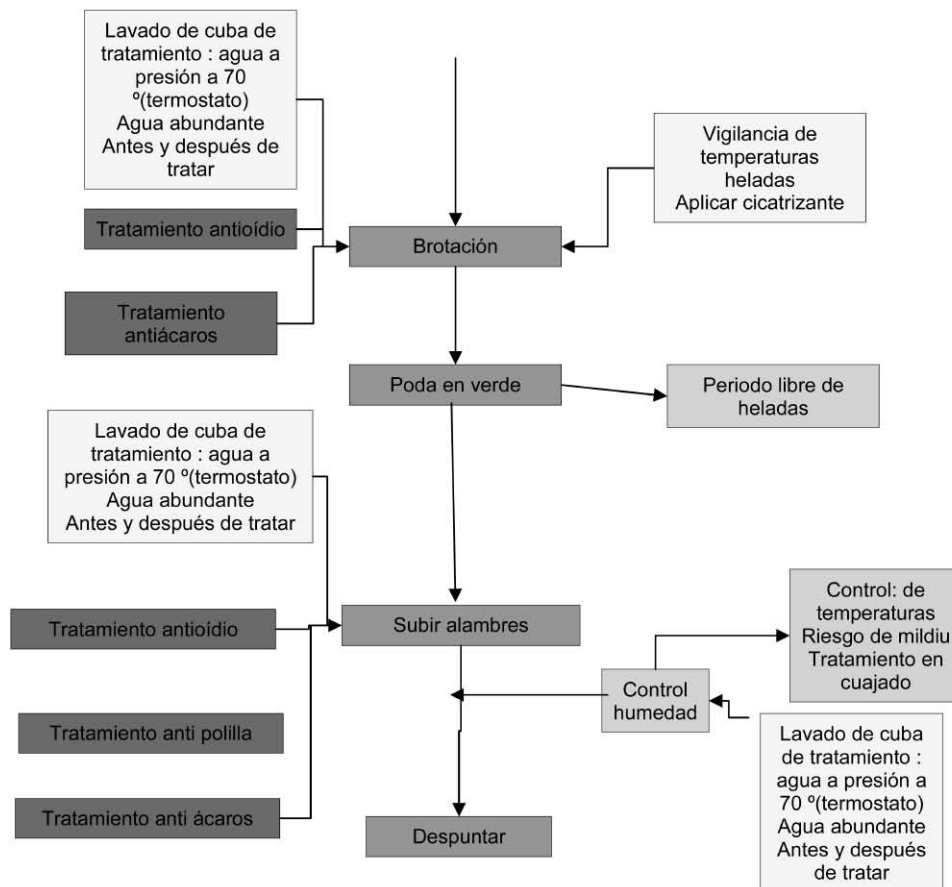 Lavado de cuba de
tratamiento : agua a
presión a 70
º(termostato)
Agua abundante
Antes y después de
tratar
Vigilancia de
temperaturas
heladas
Aplicar cicatrizante
Tratamiento antioídio
Brotación
Tratamiento
antiácaros
Poda en verde
Periodo libre de
heladas
Lavado de cuba de
tratamiento : agua a
presión a 70 º(termostato)
Agua abundante
Antes y después de tratar
Tratamiento antioídio
Subir alambres
Control: de
temperaturas
Riesgo de mildiu
Tratamiento en
cuajado
Control
humedad
Tratamiento anti polilla
Lavado de cuba
de tratamiento :
agua a presión a
70 º(termostato)
Agua abundante
Antes y después
de tratar
Tratamiento anti ácaros
Despuntar